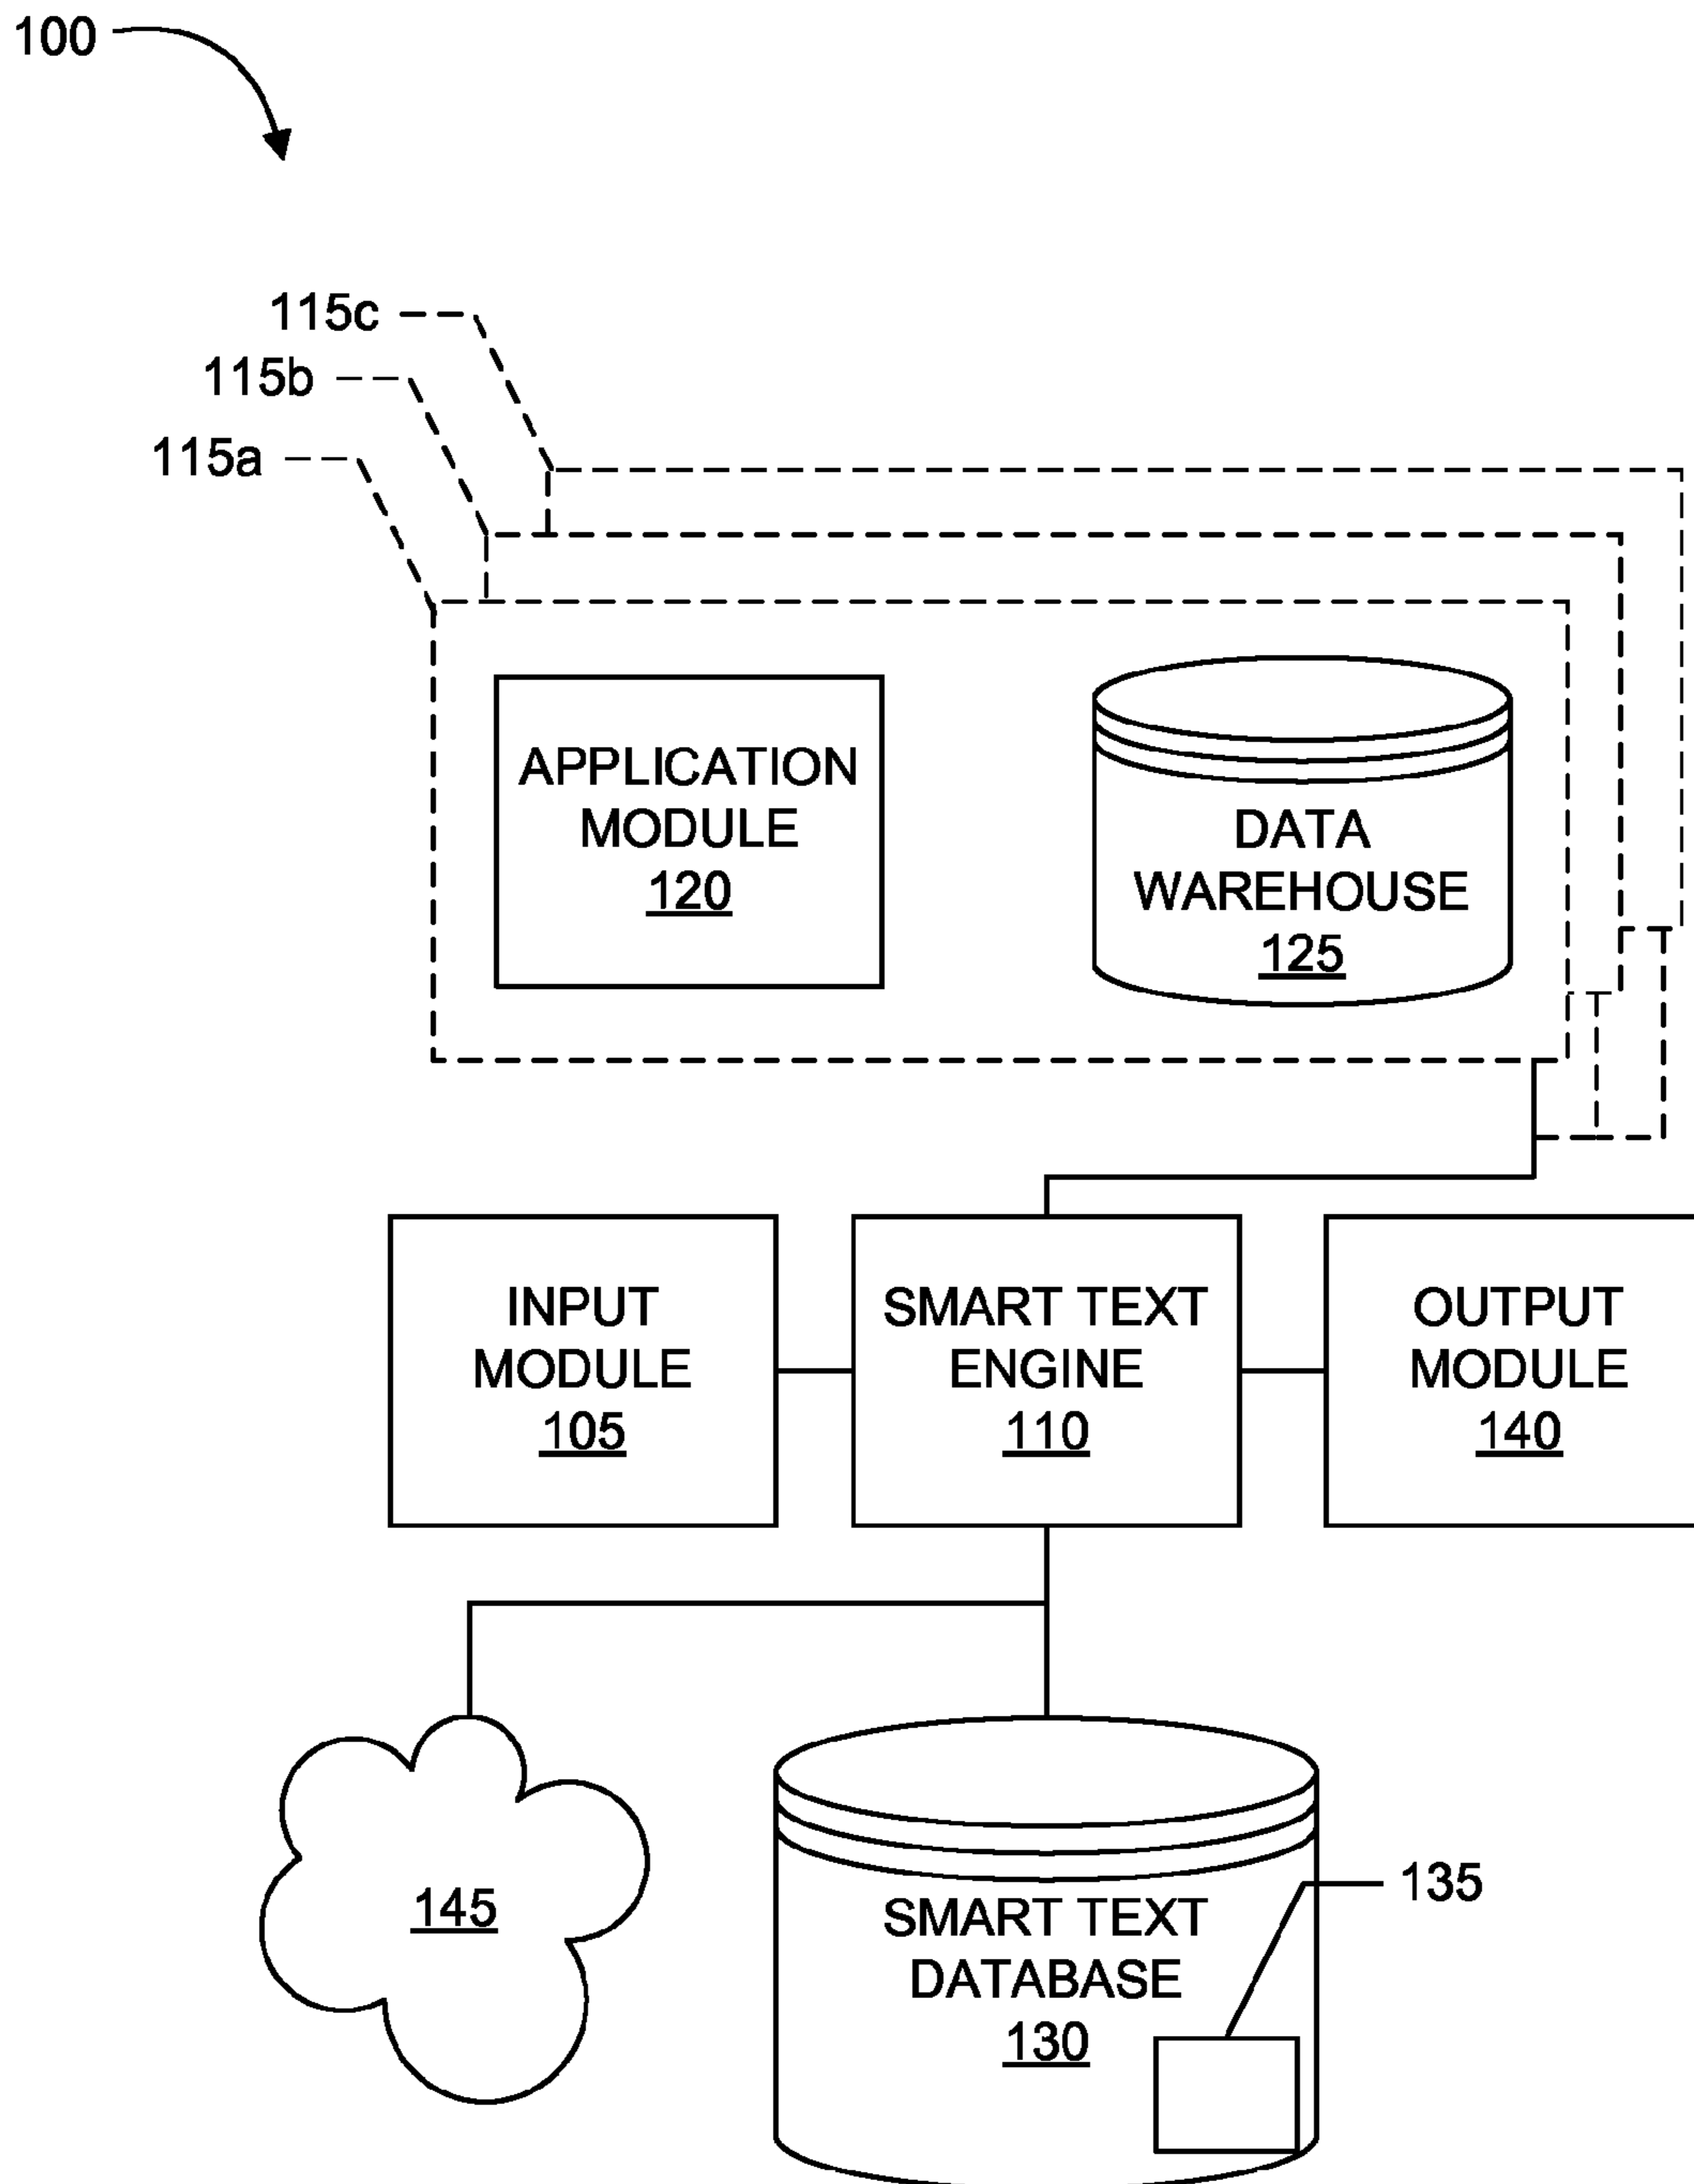 100
115c
115b
115a
APPLICATION
MODULE
120
DATA
WAREHOUSE
125
INPUT
MODULE
105
SMART TEXT
ENGINE
110
OUTPUT
MODULE
140
145
135
SMART TEXT
DATABASE
130